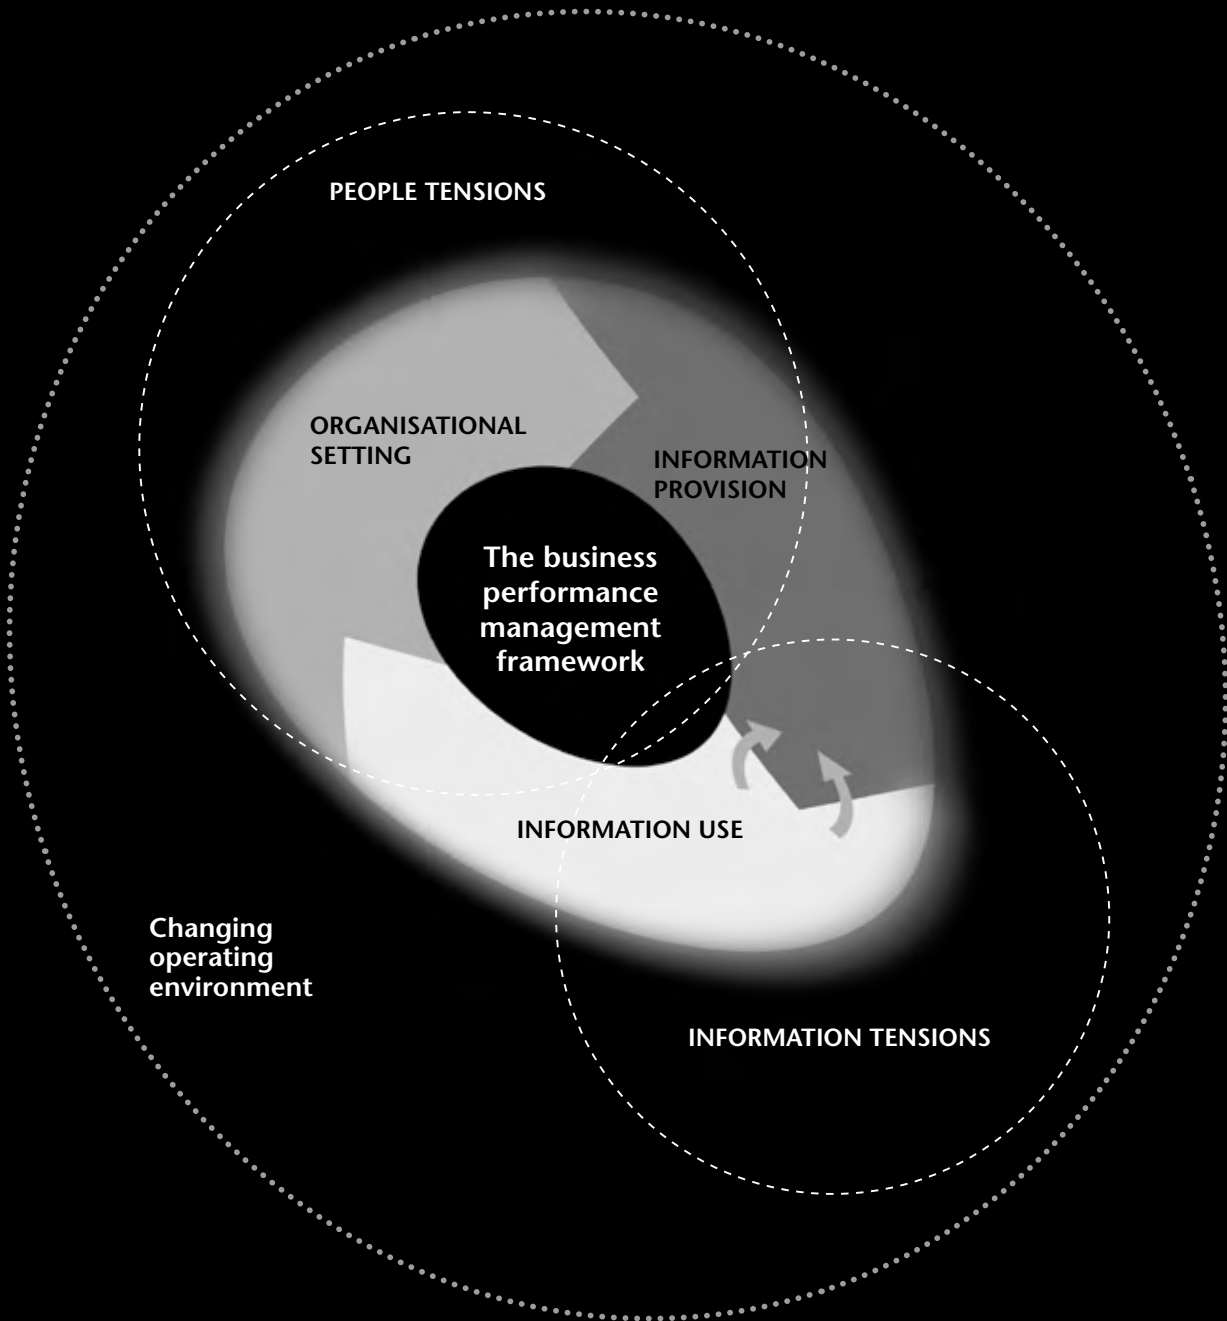 PEOPLE TENSIONS
ORGANISATIONAL
SETTING
INFORMATION
PROVISION
The business
performance
management
framework
INFORMATION USE
Changing
operating
environment
INFORMATION TENSIONS